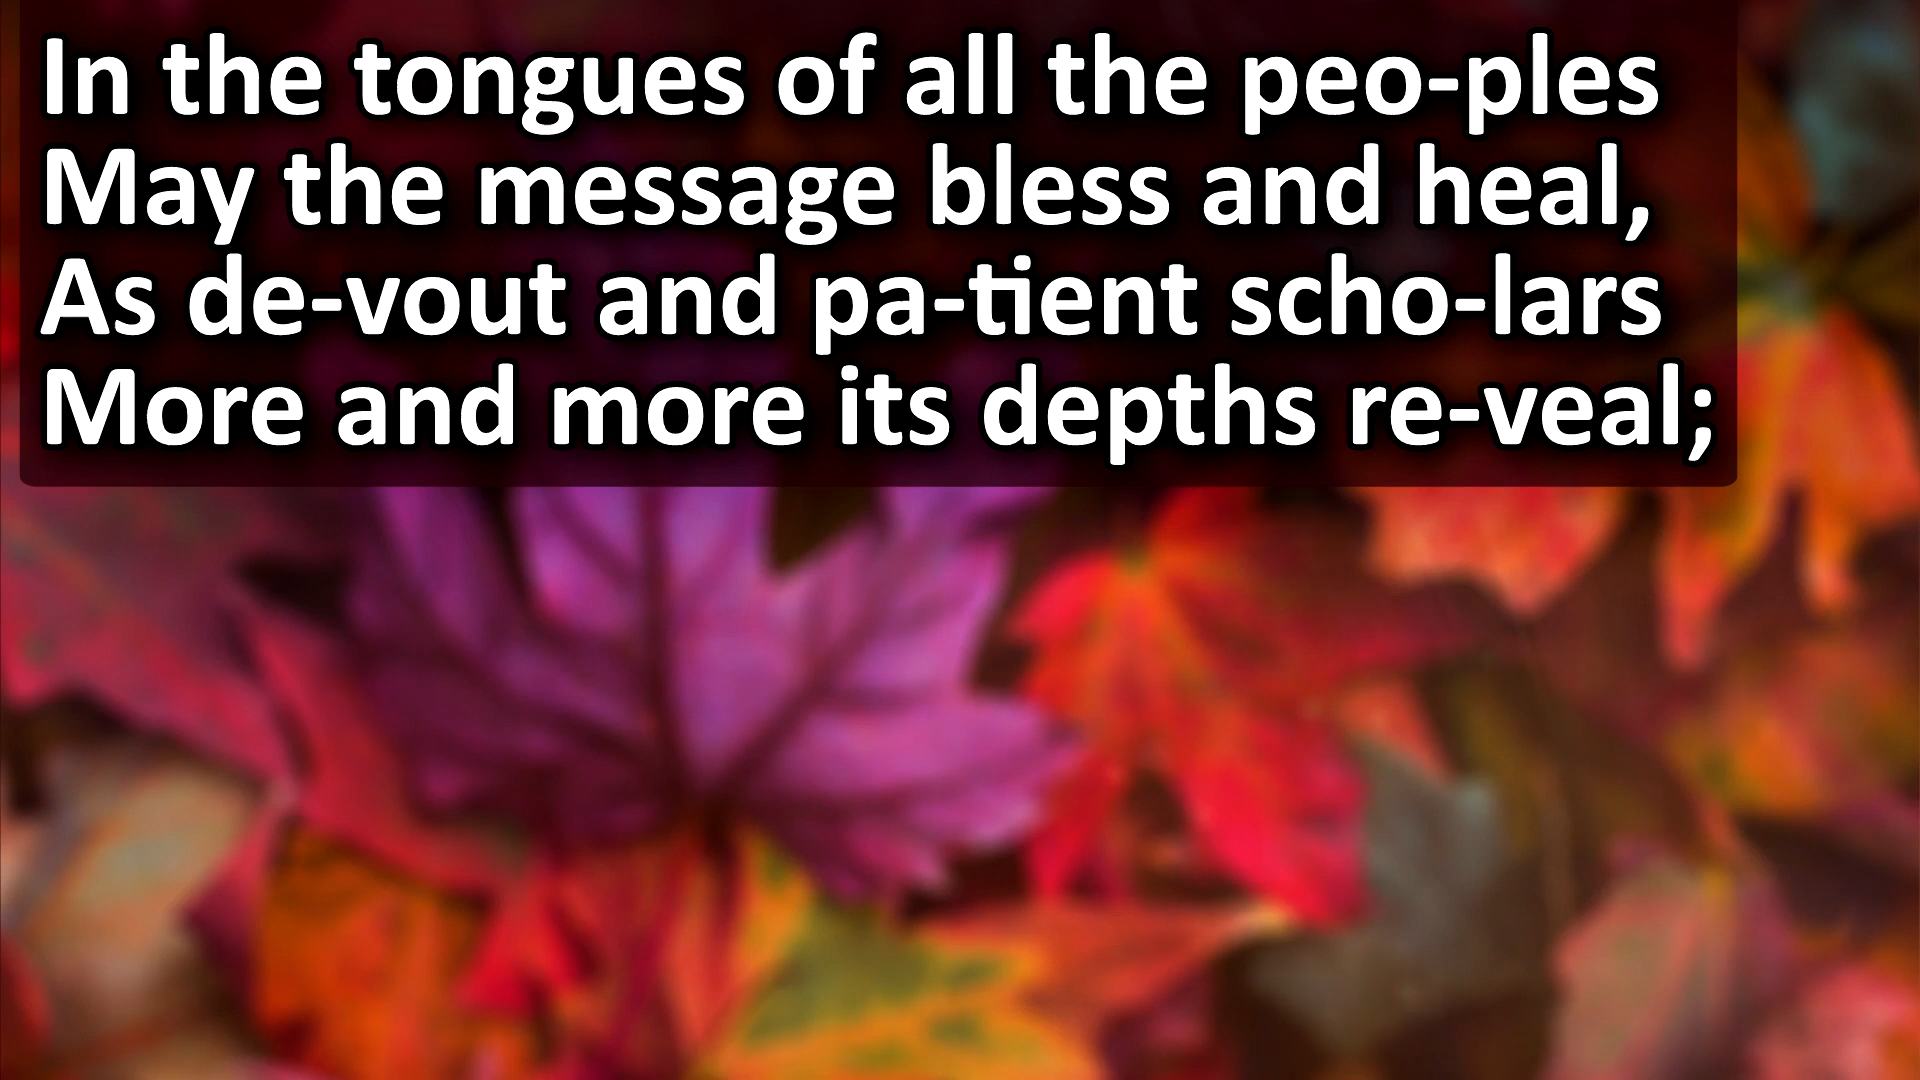 In the tongues of all the peo-ples
May the message bless and heal,
As de-vout and pa-tient scho-lars
More and more its depths re-veal;